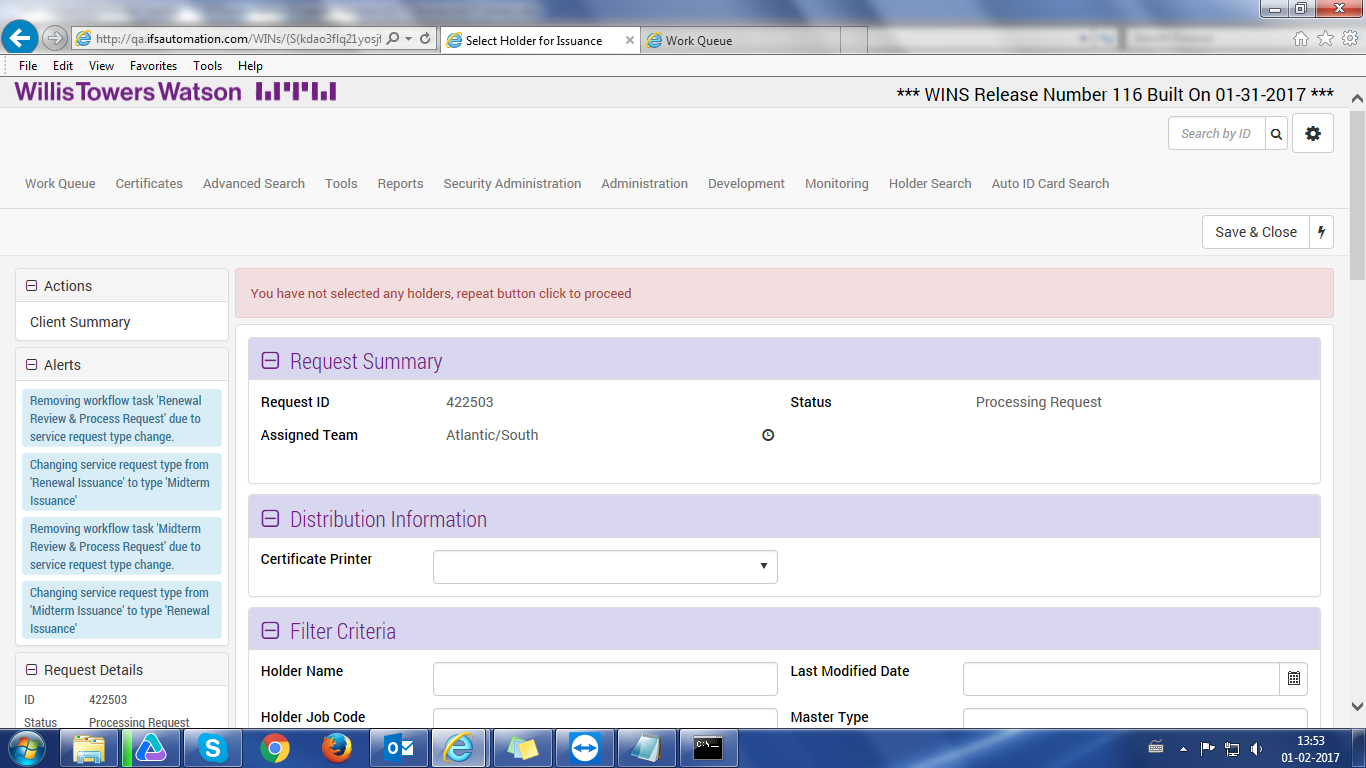 http://qa.ifsautomation.com/WINs/(S(kdao3flq21yosjf
Select Holder for Issuance
Work Queue
File Edit View Favorites Tools Help
WillisTowersWatson
*** WINS Release Number 116 Built On 01-31-2017 ***
Search by ID
Work Queue Certificates Advanced Search Tools Reports Security Administration Administration Development Monitoring Holder Search Auto ID Card Search
Save & Close
Actions
Client Summary
Alerts
Removing workflow task 'Renewal
Review & Process Request' due to
service request type change.
Changing service request type from
'Renewal Issuance' to type 'Midterm
Issuance'
Removing workflow task 'Midterm
Review & Process Request' due to
service request type change.
Changing service request type from
'Midterm Issuance' to type 'Renewal
Issuance'
Request Details
ID 422503
Status Processing Request
You have not selected any holders, repeat button click to proceed
Request Summary
Request ID 422503 Status Processing Request
Assigned Team Atlantic/South
Distribution Information
Certificate Printer
Filter Criteria
Holder Name Last Modified Date
Holder Job Code Master Type
13:53
01-02-2017